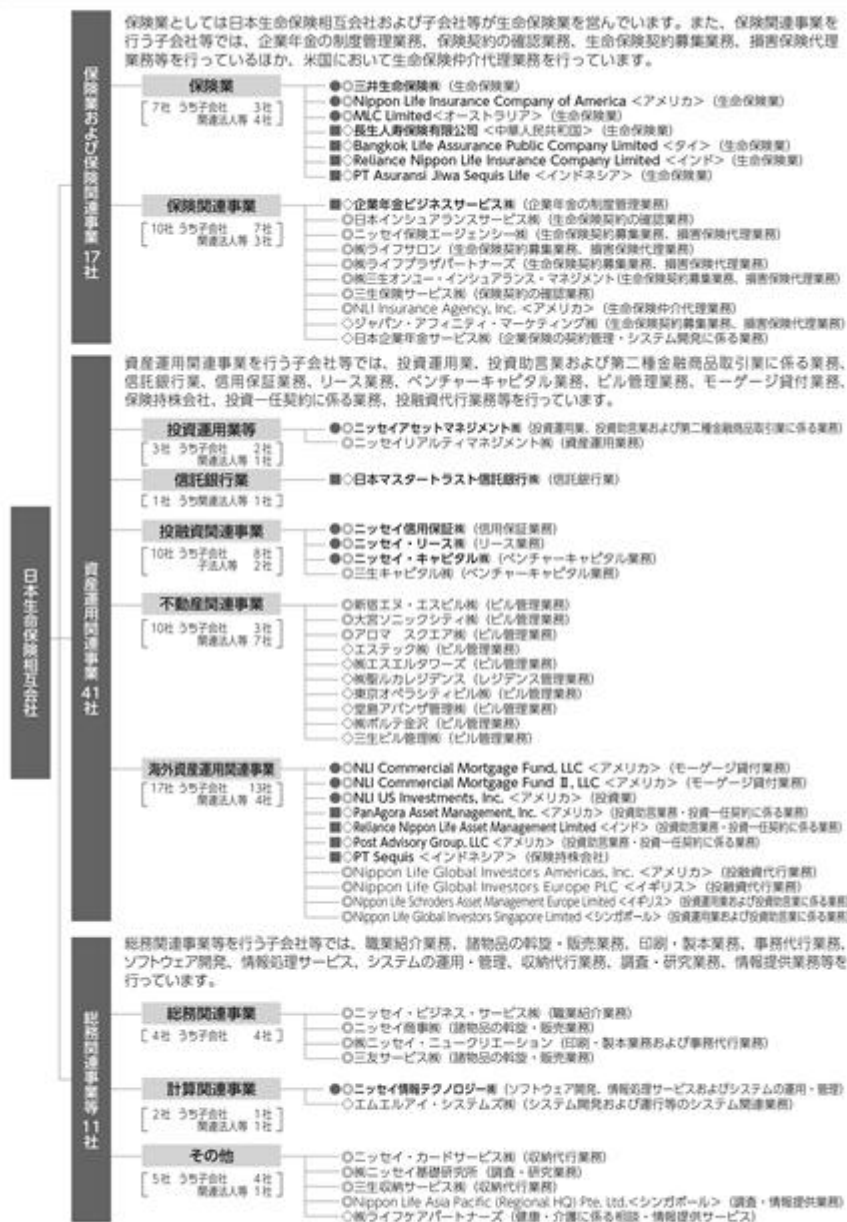 保険業としては日本生命保険相互会社および子会社等が生命保険業を営んでいます。また、保険関連事業を
行う子会社等では、企業年金の制度管理業務、保険契約の確認業務、生命保険契約募集業務、損害保険代理
業務等を行っているほか、米国において生命保険仲介代理業務を行っています。
日本生命保険相互会社
保険業および保険関連事業 17社
保険業
[7社 うち子会社 3社
関連法人等 4社]
●○三井生命保険㈱（生命保険業）
●○Nippon Life Insurance Company of America <アメリカ>（生命保険業）
●○MLC Limited<オーストラリア>（生命保険業）
■◇長生人寿保険有限公司 <中華人民共和国>（生命保険業）
■◇Bangkok Life Assurance Public Company Limited <タイ>（生命保険業）
■◇Reliance Nippon Life Insurance Company Limited <インド>（生命保険業）
■◇PT Asuransi Jiwa Sequis Life <インドネシア>（生命保険業）
保険関連事業
[10社 うち子会社 7社
関連法人等 3社]
■◇企業年金ビジネスサービス㈱（企業年金の制度管理業務）
○日本インシュアランスサービス㈱（生命保険契約の確認業務）
○ニッセイ保険エージェンシー㈱（生命保険契約募集業務、損害保険代理業務）
○㈱ライフサロン（生命保険契約募集業務、損害保険代理業務）
○㈱ライフプラザパートナーズ（生命保険契約募集業務、損害保険代理業務）
○㈱三生オンユー・インシュアランス・マネジメント（生命保険契約募集業務、損害保険代理業務）
○三生保険サービス㈱（保険契約の確認業務）
○NLI Insurance Agency, Inc. <アメリカ>（生命保険仲介代理業務）
◇ジャパン・アフィニティ・マーケティング㈱（生命保険契約募集業務、損害保険代理業務）
◇日本企業年金サービス㈱（企業保険の契約管理・システム開発に係る業務）
資産運用関連事業 41社
資産運用関連事業を行う子会社等では、投資運用業、投資助言業および第二種金融商品取引業に係る業務、
信託銀行業、信用保証業務、リース業務、ベンチャーキャピタル業務、ビル管理業務、モーゲージ貸付業務、
保険持株会社、投資一任契約に係る業務、投融資代行業務等を行っています。
投資運用業等
[3社 うち子会社 2社
関連法人等 1社]
●○ニッセイアセットマネジメント㈱（投資運用業、投資助言業および第二種金融商品取引業に係る業務）
○ニッセイリアルティマネジメント㈱（資産運用業務）
信託銀行業
[1社 うち関連法人等 1社]
■◇日本マスタートラスト信託銀行㈱（信託銀行業）
投融資関連事業
[10社 うち子会社 8社
子法人等 2社]
●○ニッセイ信用保証㈱（信用保証業務）
●○ニッセイ・リース㈱（リース業務）
●○ニッセイ・キャピタル㈱（ベンチャーキャピタル業務）
○三生キャピタル㈱（ベンチャーキャピタル業務）
不動産関連事業
[10社 うち子会社 3社
関連法人等 7社]
○新宿エヌ・エスビル㈱（ビル管理業務）
○大宮ソニックシティ㈱（ビル管理業務）
○アロマ スクエア㈱（ビル管理業務）
◇エステック㈱（ビル管理業務）
◇㈱エスエルタワーズ（ビル管理業務）
◇㈱聖ルカレジデンス（レジデンス管理業務）
◇東京オペラシティビル㈱（ビル管理業務）
◇堂島アバンザ管理㈱（ビル管理業務）
◇㈱ポルテ金沢（ビル管理業務）
◇三生ビル管理㈱（ビル管理業務）
海外資産運用関連事業
[17社 うち子会社 13社
関連法人等 4社]
●○NLI Commercial Mortgage Fund, LLC <アメリカ>（モーゲージ貸付業務）
●○NLI Commercial Mortgage Fund Ⅱ, LLC <アメリカ>（モーゲージ貸付業務）
●○NLI US Investments, Inc. <アメリカ>（投資業）
■◇PanAgora Asset Management, Inc. <アメリカ>（投資助言業務・投資一任契約に係る業務）
■◇Reliance Nippon Life Asset Management Limited <インド>（投資助言業務・投資一任契約に係る業務）
■◇Post Advisory Group, LLC <アメリカ>（投資助言業務・投資一任契約に係る業務）
■◇PT Sequis <インドネシア>（保険持株会社）
○Nippon Life Global Investors Americas, Inc. <アメリカ>（投融資代行業務）
○Nippon Life Global Investors Europe PLC <イギリス>（投融資代行業務）
○Nippon Life Schroders Asset Management Europe Limited <イギリス>（投資運用業および投資助言業に係る業務）
○Nippon Life Global Investors Singapore Limited <シンガポール>（投資運用業および投資助言業に係る業務）
総務関連事業等 11社
総務関連事業等を行う子会社等では、職業紹介業務、諸物品の斡旋・販売業務、印刷・製本業務、事務代行業務、
ソフトウェア開発、情報処理サービス、システムの運用・管理、収納代行業務、調査・研究業務、情報提供業務等を
行っています。
総務関連事業
[4社 うち子会社 4社]
○ニッセイ・ビジネス・サービス㈱（職業紹介業務）
○ニッセイ商事㈱（諸物品の斡旋・販売業務）
○㈱ニッセイ・ニュークリエーション（印刷・製本業務および事務代行業務）
○三友サービス㈱（諸物品の斡旋・販売業務）
計算関連事業
[2社 うち子会社 1社
関連法人等 1社]
●○ニッセイ情報テクノロジー㈱（ソフトウェア開発、情報処理サービスおよびシステムの運用・管理）
◇エムエルアイ・システムズ㈱（システム開発および運行等のシステム関連業務）
その他
[5社 うち子会社 4社
関連法人等 1社]
○ニッセイ・カードサービス㈱（収納代行業務）
○㈱ニッセイ基礎研究所（調査・研究業務）
○三生収納サービス㈱（収納代行業務）
○Nippon Life Asia Pacific (Regional HQ) Pte. Ltd.<シンガポール>（調査・情報提供業務）
◇㈱ライフケアパートナーズ（健康・介護に係る相談・情報提供サービス）